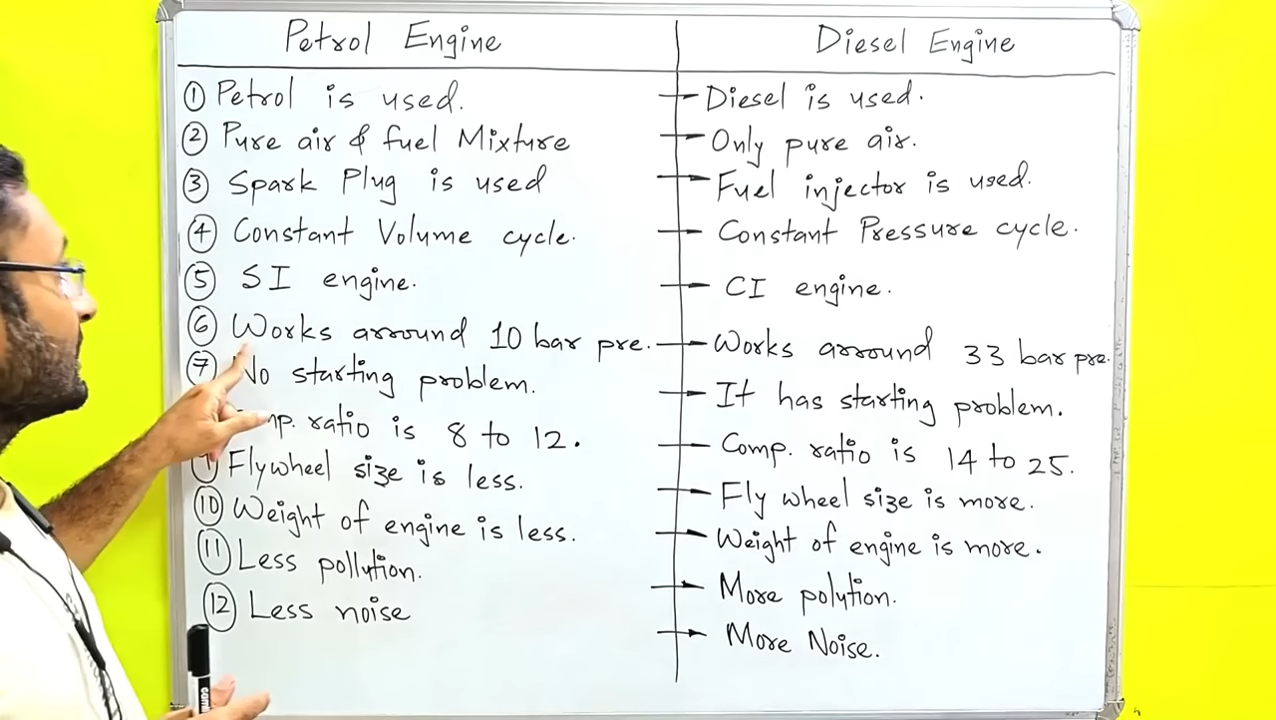 Petrol Engine Diesel Engine
① Petrol is used. Diesel is used.
② Pure air & fuel Mixture Only pure air.
③ Spark Plug is used Fuel injector is used.
④ Constant Volume cycle. Constant Pressure cycle.
⑤ SI engine. CI engine.
⑥ Works arround 10 bar pre. Works arround 33 bar pre.
⑦ No starting problem. It has starting problem.
ratio is 8 to 12. Comp. ratio is 14 to 25.
Flywheel size is less. Fly wheel size is more.
⑩ Weight of engine is less. Weight of engine is more.
⑪ Less pollution. More polution.
⑫ Less noise More Noise.